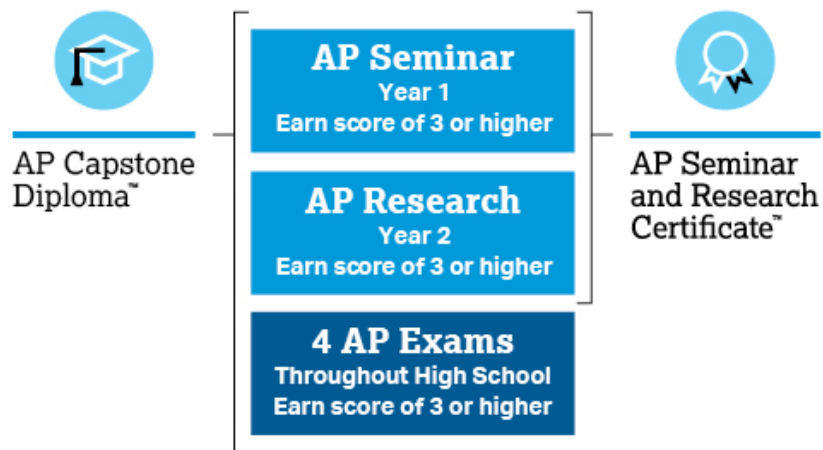 AP Capstone
Diploma™
AP Seminar
Year 1
Earn score of 3 or higher
AP Research
Year 2
Earn score of 3 or higher
4 AP Exams
Throughout High School
Earn score of 3 or higher
AP Seminar
and Research
Certificate™